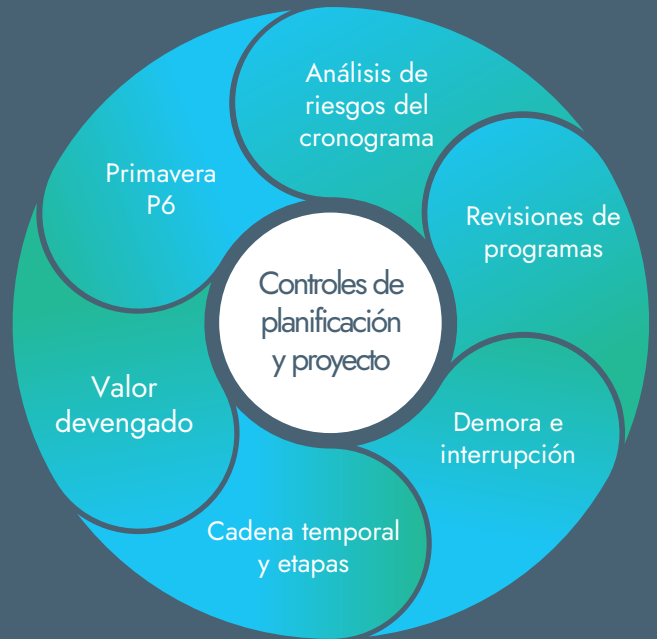 Análisis de
riesgos del
cronograma
Revisiones de
programas
Demora e
interrupción
Cadena temporal
y etapas
Valor
devengado
Primavera
P6
Controles de
planificación
y proyecto